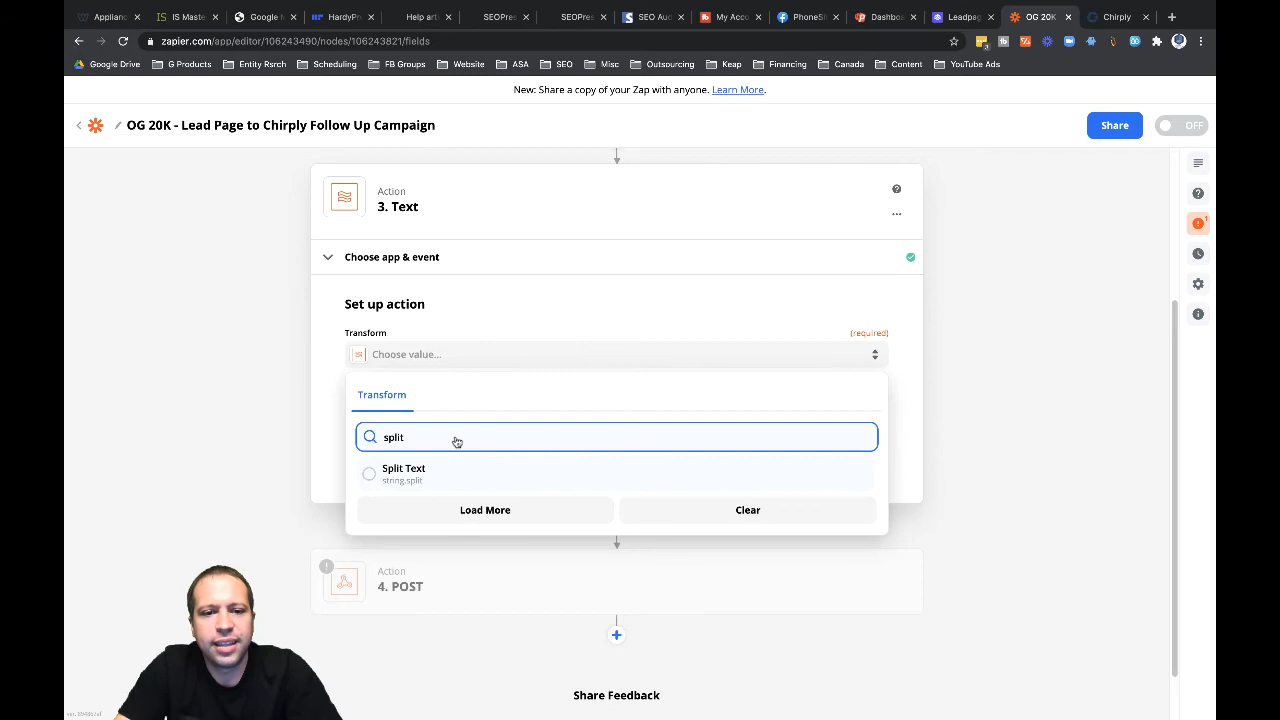 Applianc
IS Maste
Google M
HardyPr
Help arti
SEOPres
SEOPres
SEO Aud
My Acco
PhoneSi
Dashboa
Leadpag
OG 20K
Chirply
zapier.com/app/editor/106243490/nodes/106243821/fields
Google Drive
G Products
Entity Rsrch
Scheduling
FB Groups
Website
ASA
SEO
Misc
Outsourcing
Keap
Financing
Canada
Content
YouTube Ads
New: Share a copy of your Zap with anyone. Learn More.
OG 20K - Lead Page to Chirply Follow Up Campaign
Share
OFF
Action
3. Text
Choose app & event
Set up action
Transform
(required)
Choose value...
Transform
split
Split Text
string.split
Load More
Clear
Action
4. POST
Share Feedback